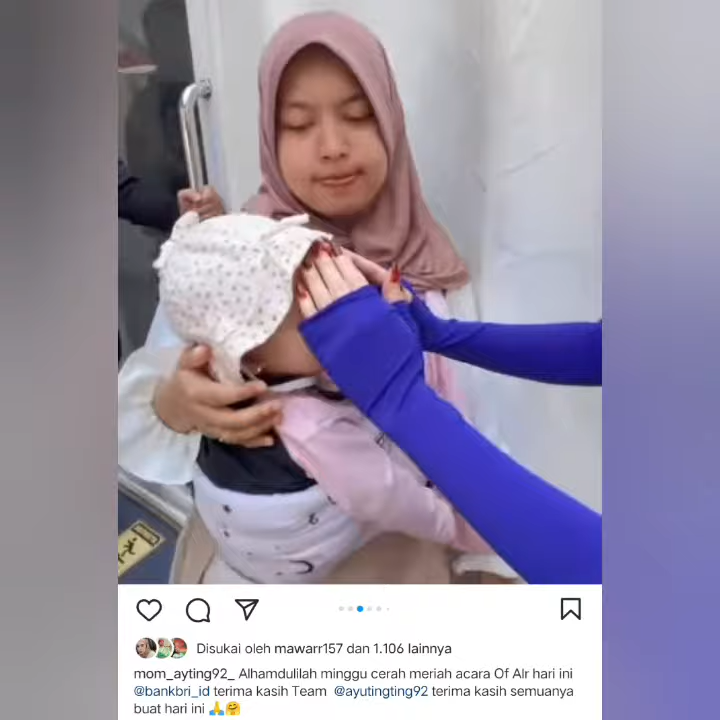 Disukai oleh mawarr157 dan 1.106 lainnya
mom_ayting92_ Alhamdulilah minggu cerah meriah acara Of AIr hari ini
@bankbri_id terima kasih Team @ayutingting92 terima kasih semuanya
buat hari ini 🙏🤗